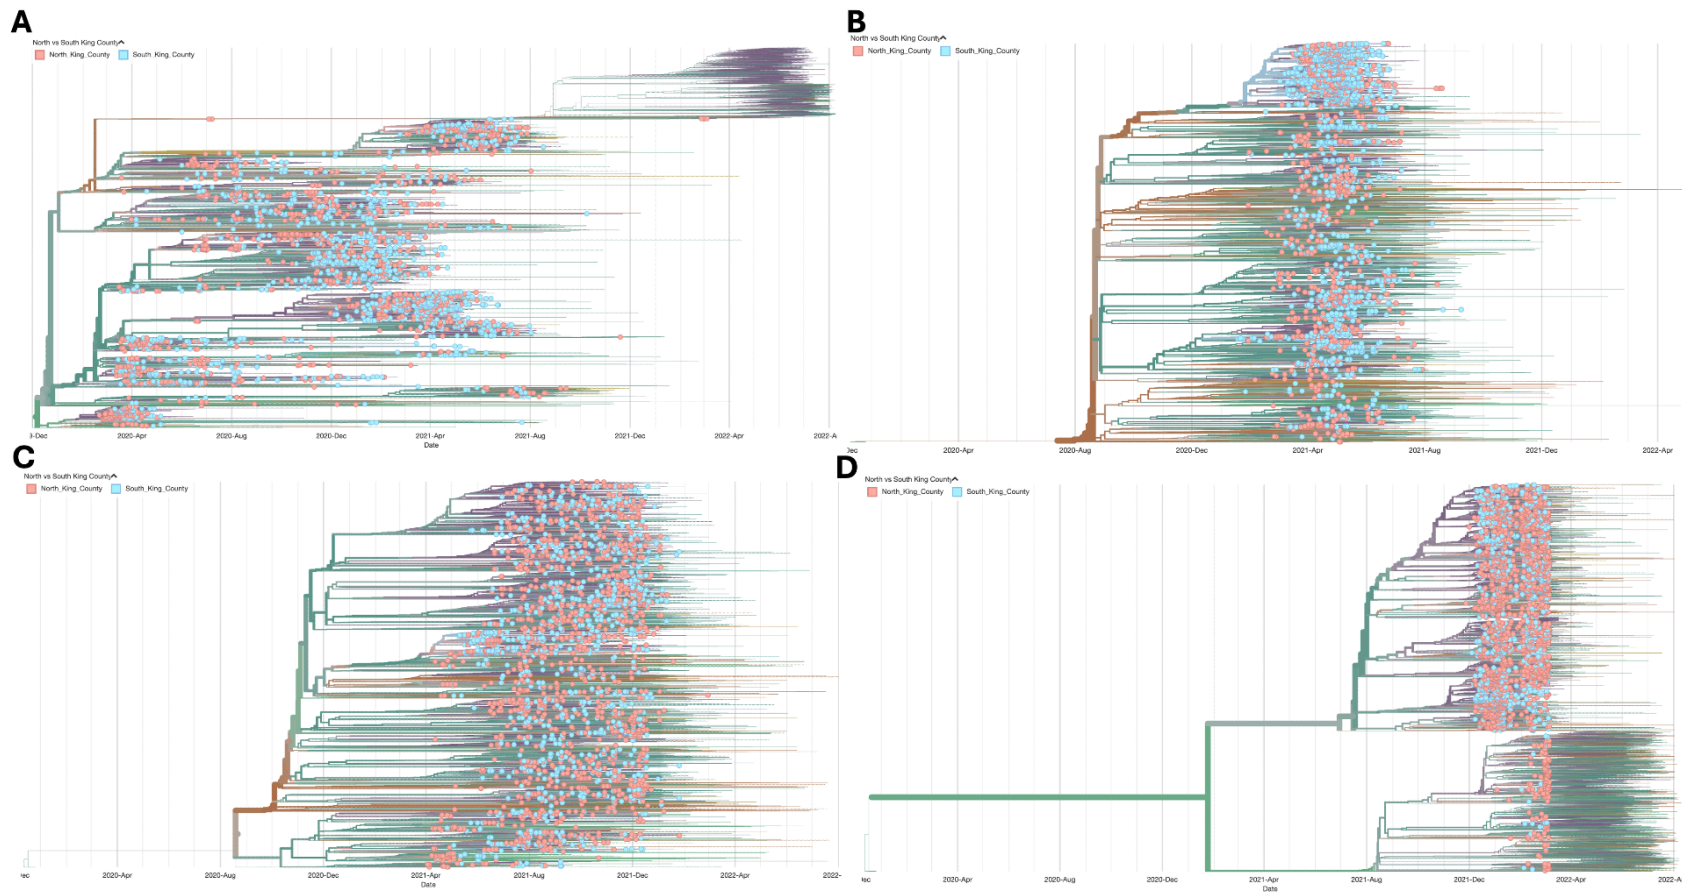 A
North vs South King County
North_King_County South_King_County
2020-Apr 2020-Aug 2020-Dec 2021-Apr 2021-Aug 2021-Dec 2022-Apr 2022-A
Date
B
North vs South King County
North_King_County South_King_County
2020-Apr 2020-Aug 2020-Dec 2021-Apr 2021-Aug 2021-Dec 2022-Apr
C
North vs South King County
North_King_County South_King_County
2020-Apr 2020-Aug 2020-Dec 2021-Apr 2021-Aug 2021-Dec 2022-Apr 2022-
Date
D
North vs South King County
North_King_County South_King_County
2020-Apr 2020-Aug 2020-Dec 2021-Apr 2021-Aug 2021-Dec 2022-Apr 2022-A
Date